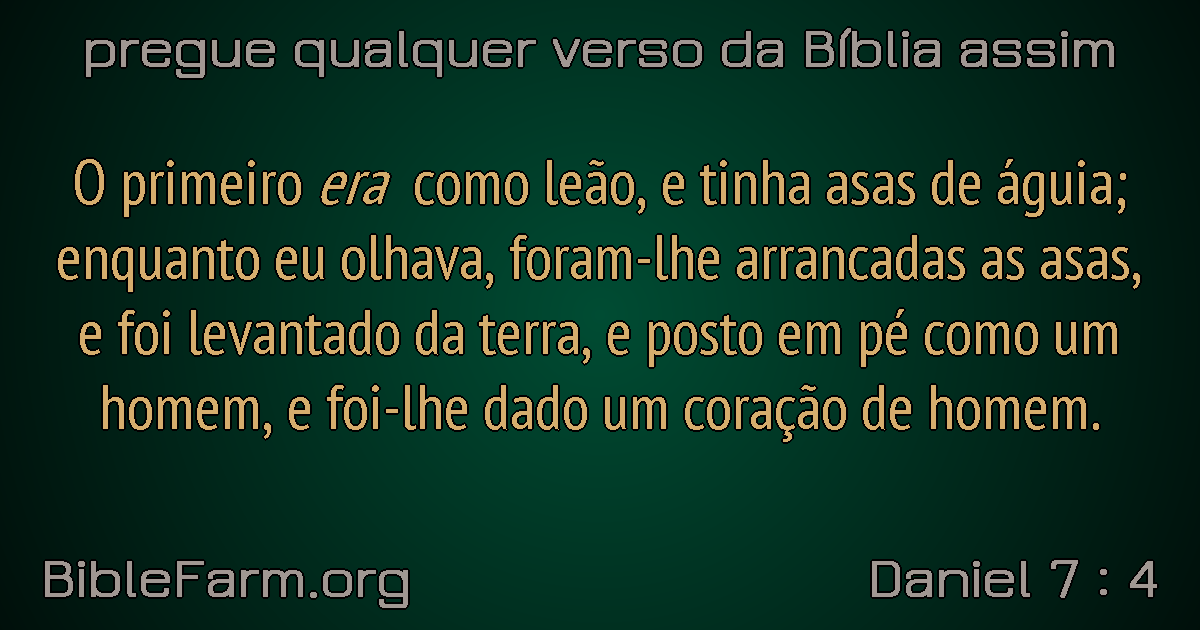 pregue qualquer verso da Bíblia assim
O primeiro era como leão, e tinha asas de águia;
enquanto eu olhava, foram-lhe arrancadas as asas,
e foi levantado da terra, e posto em pé como um
homem, e foi-lhe dado um coração de homem.
BibleFarm.org
Daniel 7 : 4